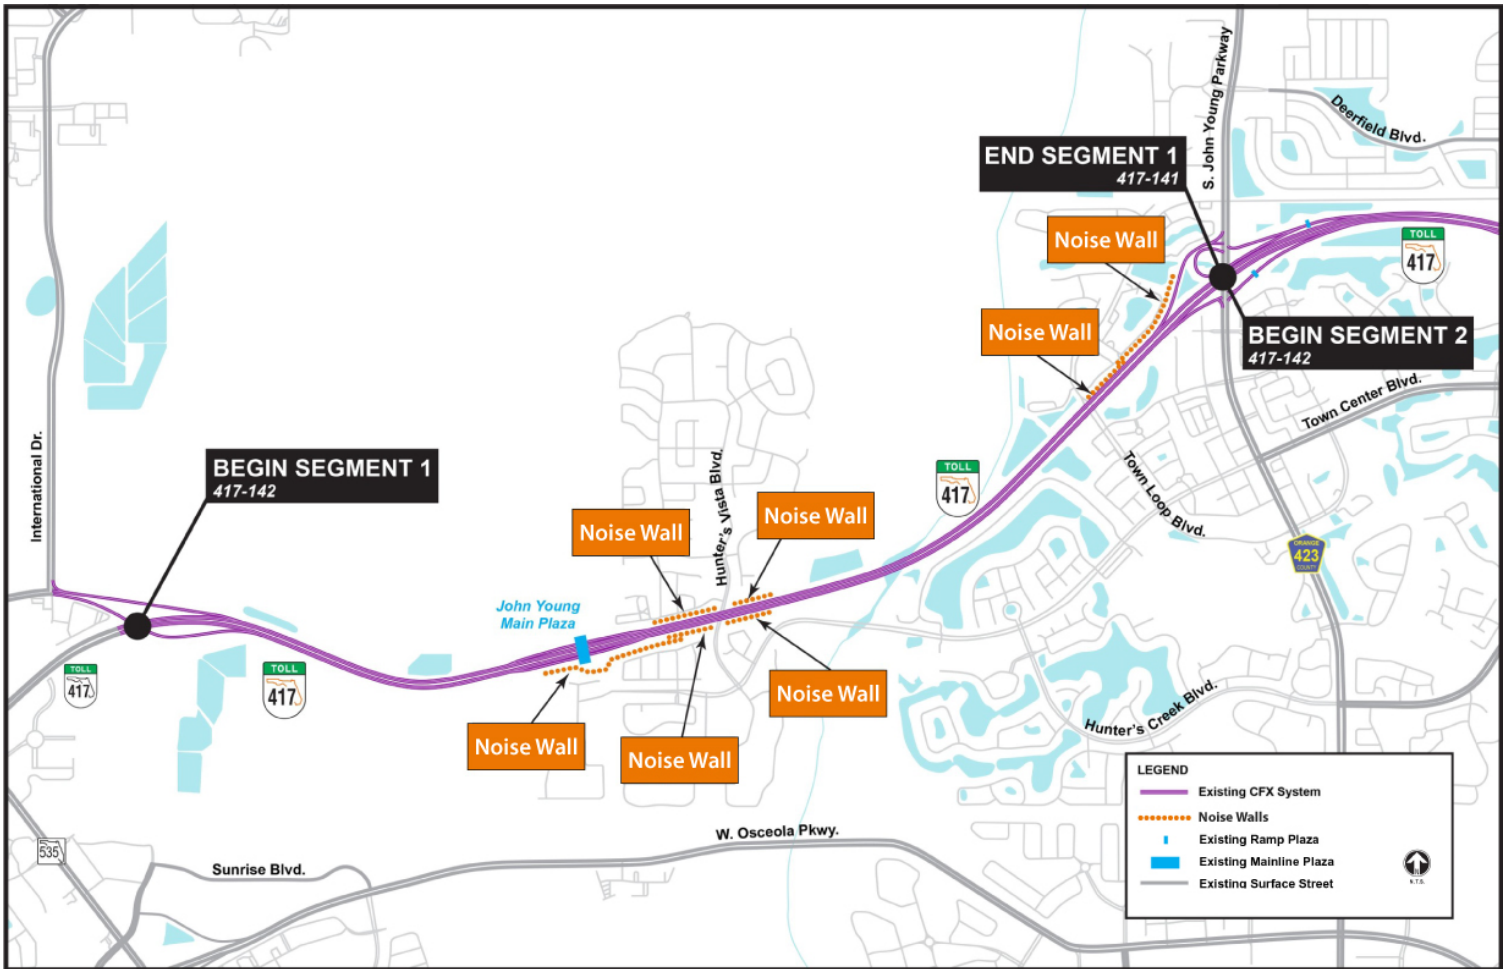 S. John Young Parkway
Deerfield Blvd.
END SEGMENT 1
417-141
Noise Wall
TOLL
417
Noise Wall
BEGIN SEGMENT 2
417-142
Town Center Blvd.
International Dr.
BEGIN SEGMENT 1
417-142
Hunter's Vista Blvd.
TOLL
417
Town Loop Blvd.
Noise Wall
Noise Wall
ORANGE
423
COUNTY
John Young
Main Plaza
TOLL
417
TOLL
417
Noise Wall
Noise Wall
Noise Wall
Hunter's Creek Blvd.
W. Osceola Pkwy.
535
Sunrise Blvd.
LEGEND
Existing CFX System
Noise Walls
Existing Ramp Plaza
Existing Mainline Plaza
Existing Surface Street
N.T.S.